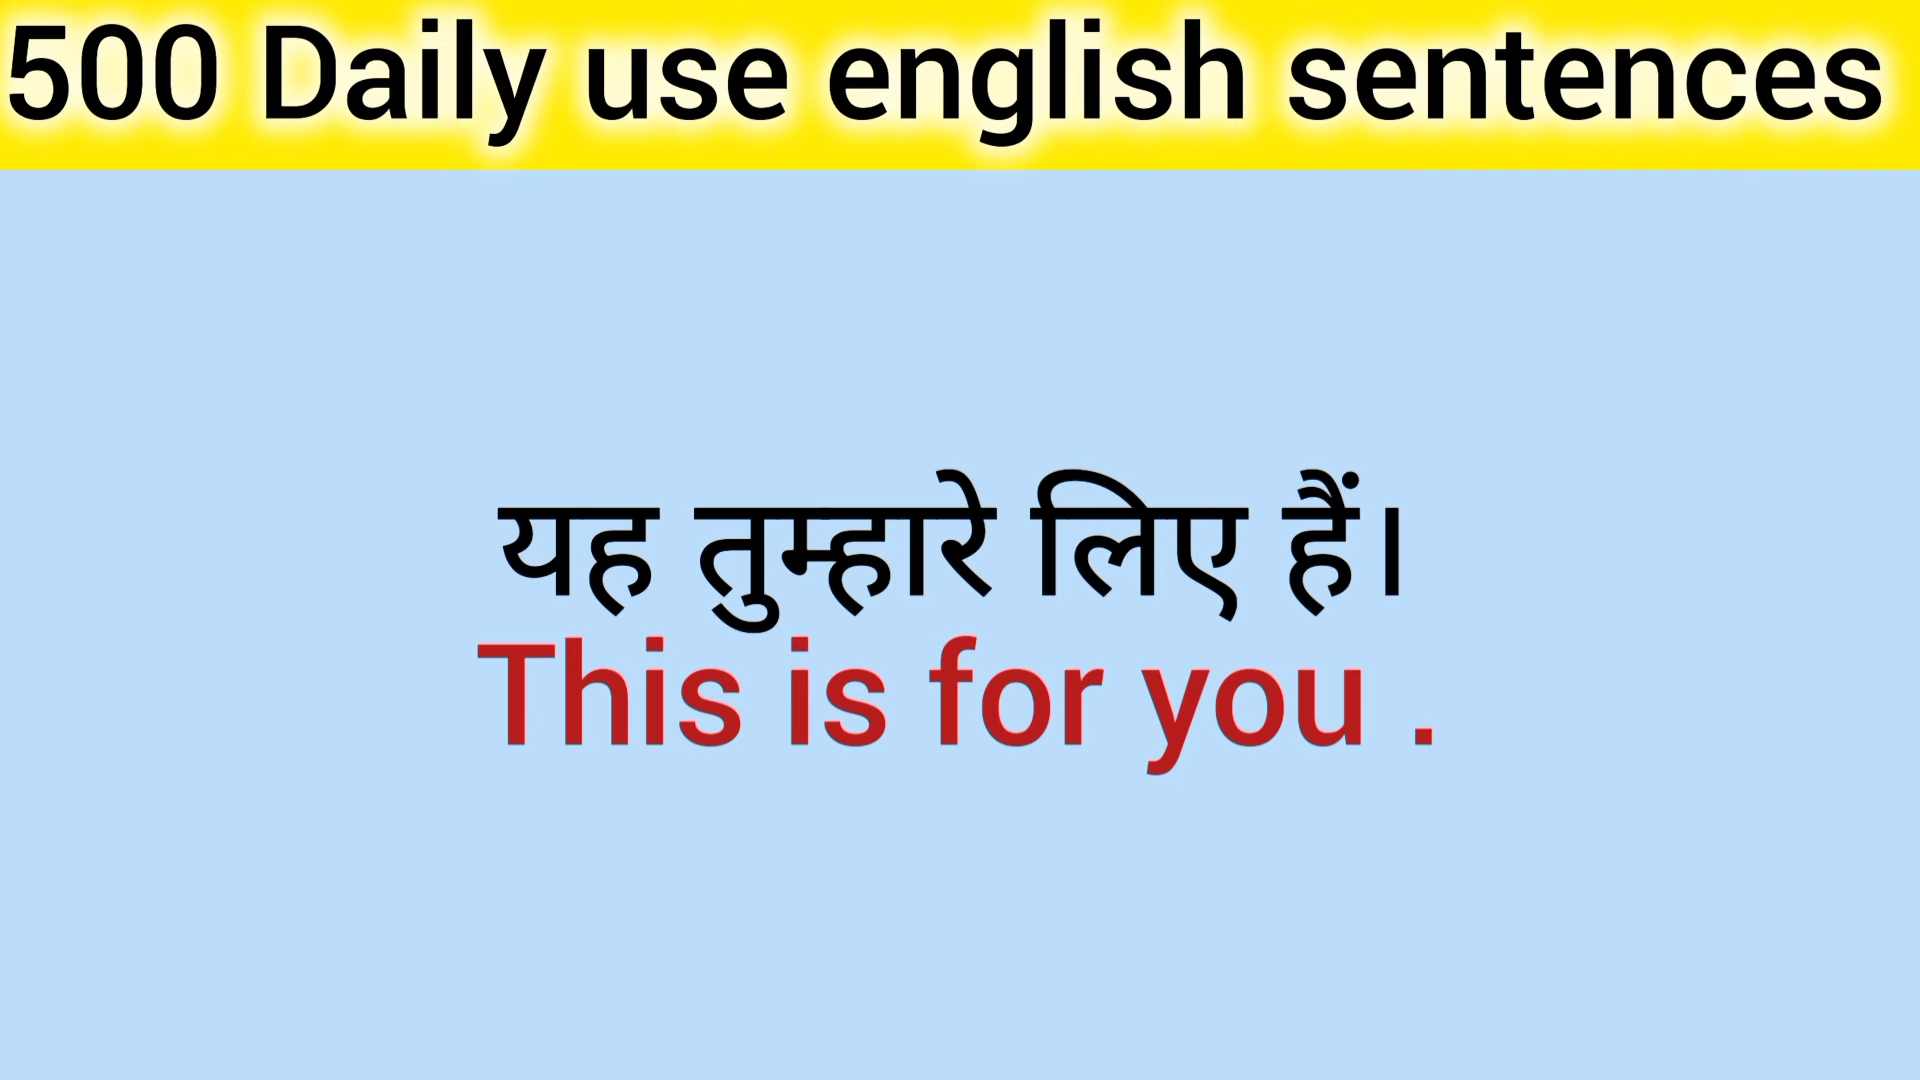 500 Daily use english sentences
यह तुम्हारे लिए हैं।
This is for you .